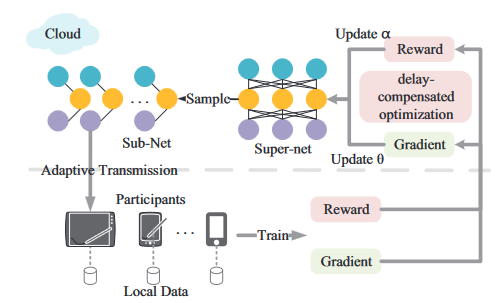 Cloud
Update α
Reward
delay-
compensated
optimization
...
Sample
Gradient
Sub-Net
Super-net
Update θ
Adaptive Transmission
Participants
Reward
...
Train
Gradient
Local Data